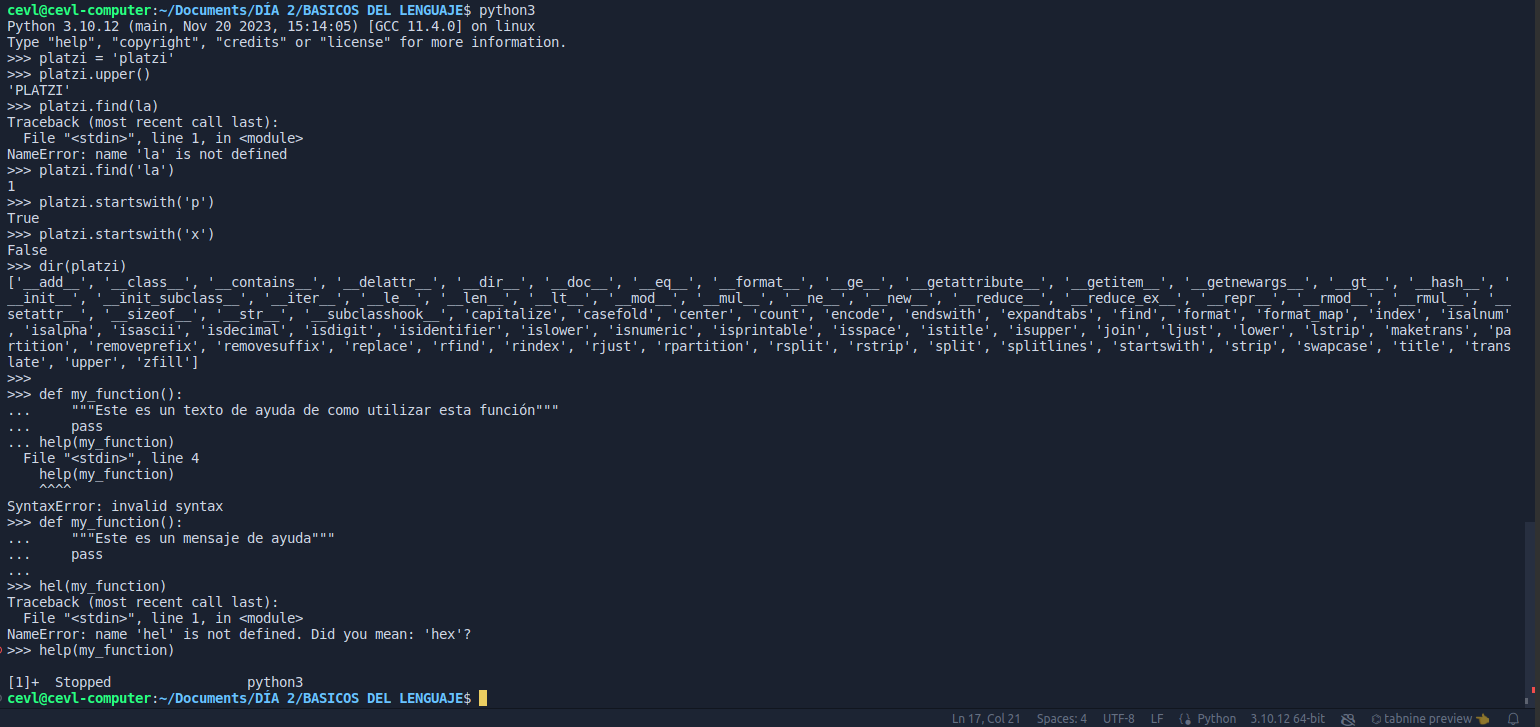 cevl@cevl-computer:~/Documents/DÍA 2/BASICOS DEL LENGUAJE$ python3
Python 3.10.12 (main, Nov 20 2023, 15:14:05) [GCC 11.4.0] on linux
Type "help", "copyright", "credits" or "license" for more information.
>>> platzi = 'platzi'
>>> platzi.upper()
'PLATZI'
>>> platzi.find(la)
Traceback (most recent call last):
  File "<stdin>", line 1, in <module>
NameError: name 'la' is not defined
>>> platzi.find('la')
1
>>> platzi.startswith('p')
True
>>> platzi.startswith('x')
False
>>> dir(platzi)
['__add__', '__class__', '__contains__', '__delattr__', '__dir__', '__doc__', '__eq__', '__format__', '__ge__', '__getattribute__', '__getitem__', '__getnewargs__', '__gt__', '__hash__', '
__init__', '__init_subclass__', '__iter__', '__le__', '__len__', '__lt__', '__mod__', '__mul__', '__ne__', '__new__', '__reduce__', '__reduce_ex__', '__repr__', '__rmod__', '__rmul__', '__
setattr__', '__sizeof__', '__str__', '__subclasshook__', 'capitalize', 'casefold', 'center', 'count', 'encode', 'endswith', 'expandtabs', 'find', 'format', 'format_map', 'index', 'isalnum'
, 'isalpha', 'isascii', 'isdecimal', 'isdigit', 'isidentifier', 'islower', 'isnumeric', 'isprintable', 'isspace', 'istitle', 'isupper', 'join', 'ljust', 'lower', 'lstrip', 'maketrans', 'pa
rtition', 'removeprefix', 'removesuffix', 'replace', 'rfind', 'rindex', 'rjust', 'rpartition', 'rsplit', 'rstrip', 'split', 'splitlines', 'startswith', 'strip', 'swapcase', 'title', 'trans
late', 'upper', 'zfill']
>>>
>>> def my_function():
...     """Este es un texto de ayuda de como utilizar esta función"""
...     pass
... help(my_function)
  File "<stdin>", line 4
    help(my_function)
    ^^^^
SyntaxError: invalid syntax
>>> def my_function():
...     """Este es un mensaje de ayuda"""
...     pass
...
>>> hel(my_function)
Traceback (most recent call last):
  File "<stdin>", line 1, in <module>
NameError: name 'hel' is not defined. Did you mean: 'hex'?
>>> help(my_function)
[1]+  Stopped                 python3
cevl@cevl-computer:~/Documents/DÍA 2/BASICOS DEL LENGUAJE$
Ln 17, Col 21 Spaces: 4 UTF-8 LF Python 3.10.12 64-bit tabnine preview